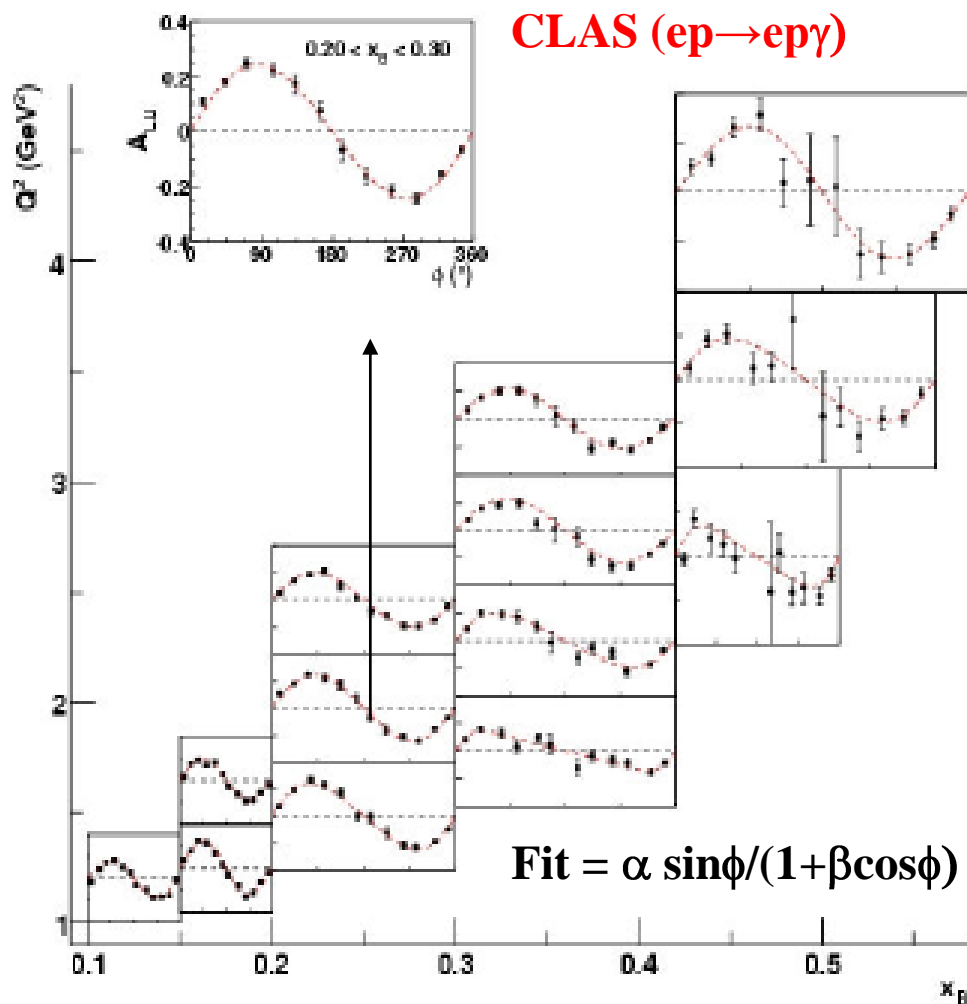 CLAS (ep→epγ)
0.4
0.20 < x_B < 0.30
0.2
A_LU
0
-0.2
-0.4
0 90 180 270 360
ϕ (°)
Q² (GeV²)
4
3
2
1
Fit = α sinϕ/(1+βcosϕ)
0.1 0.2 0.3 0.4 0.5
x_B